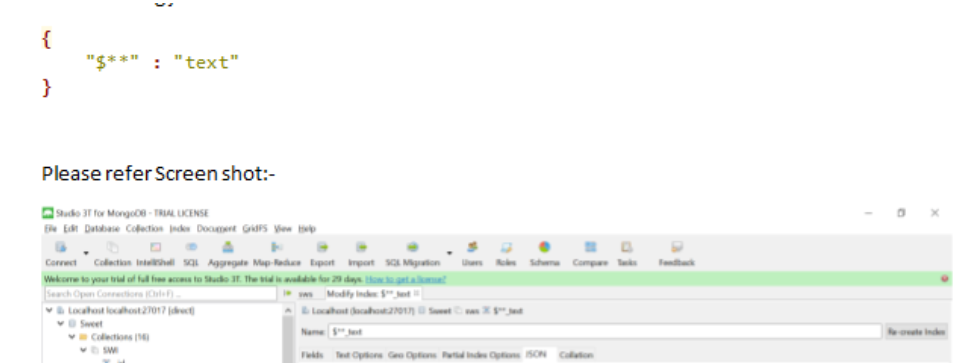 {
"$**" : "text"
}
Please refer Screen shot:-
Studio 3T for MongoDB - TRIAL LICENSE
File Edit Database Collection Index Document GridFS View Help
Connect Collection IntelliShell SQL Aggregate Map-Reduce Export Import SQL Migration Users Roles Schema Compare Tasks Feedback
Welcome to your trial of full free access to Studio 3T. The trial is available for 29 days. How to get a license?
Search Open Connections (Ctrl+F) ...
sws Modify Index: $**_text
Localhost localhost:27017 [direct]
Localhost (localhost:27017) Sweet sws $**_text
Sweet
Name: $**_text Re-create Index
Collections (16)
SWI
Fields Text Options Geo Options Partial Index Options JSON Collation